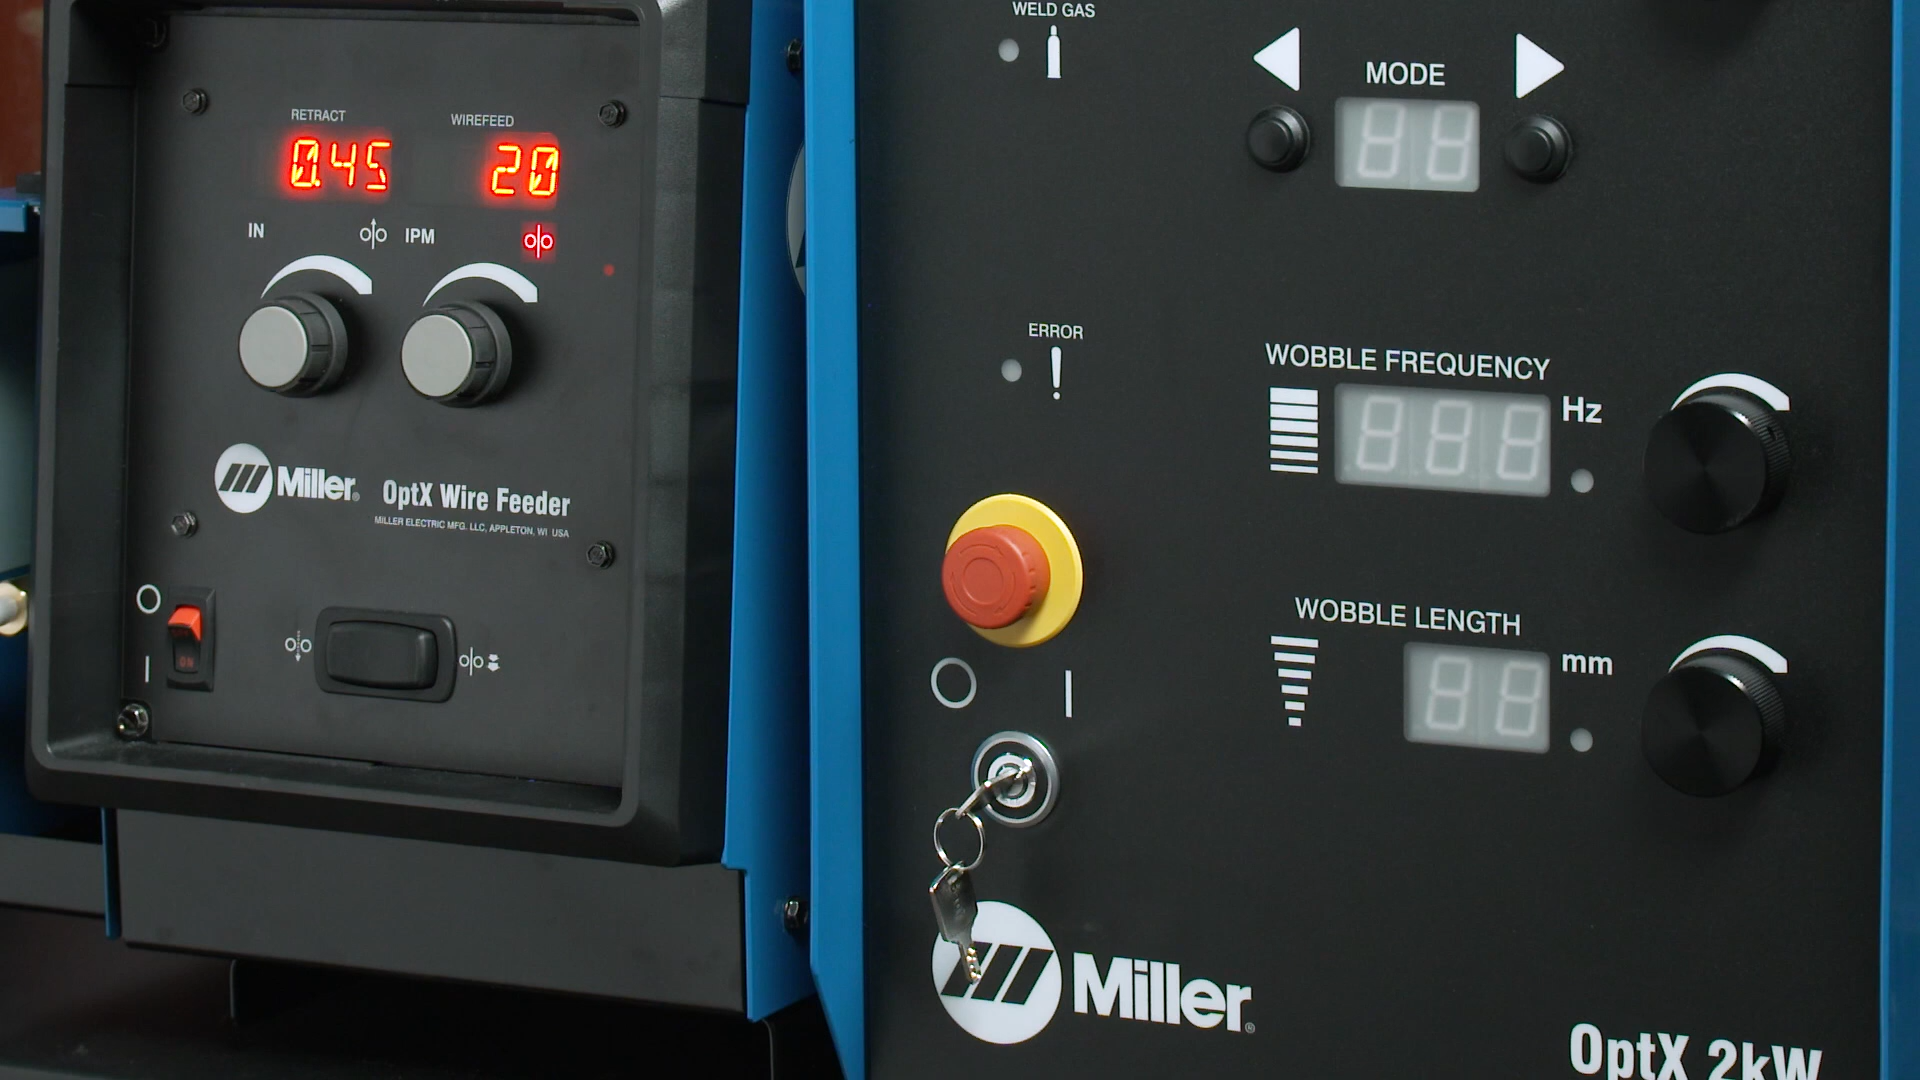 RETRACT
WIREFEED
0.45
20
IN
IPM
Miller®
OptX Wire Feeder
MILLER ELECTRIC MFG. LLC, APPLETON, WI USA
ON
WELD GAS
MODE
ERROR
WOBBLE FREQUENCY
Hz
WOBBLE LENGTH
mm
Miller®
OptX 2kW